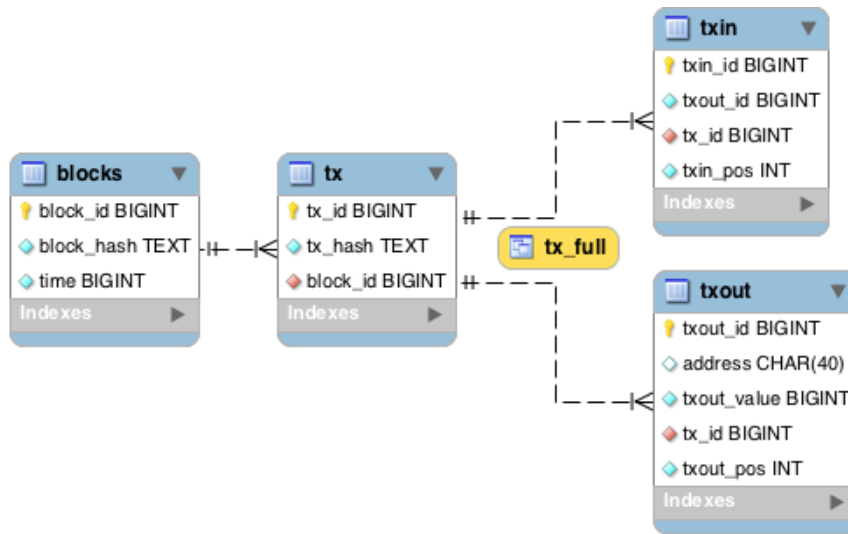 blocks
block_id BIGINT
block_hash TEXT
time BIGINT
Indexes
tx
tx_id BIGINT
tx_hash TEXT
block_id BIGINT
Indexes
tx_full
txin
txin_id BIGINT
txout_id BIGINT
tx_id BIGINT
txin_pos INT
Indexes
txout
txout_id BIGINT
address CHAR(40)
txout_value BIGINT
tx_id BIGINT
txout_pos INT
Indexes